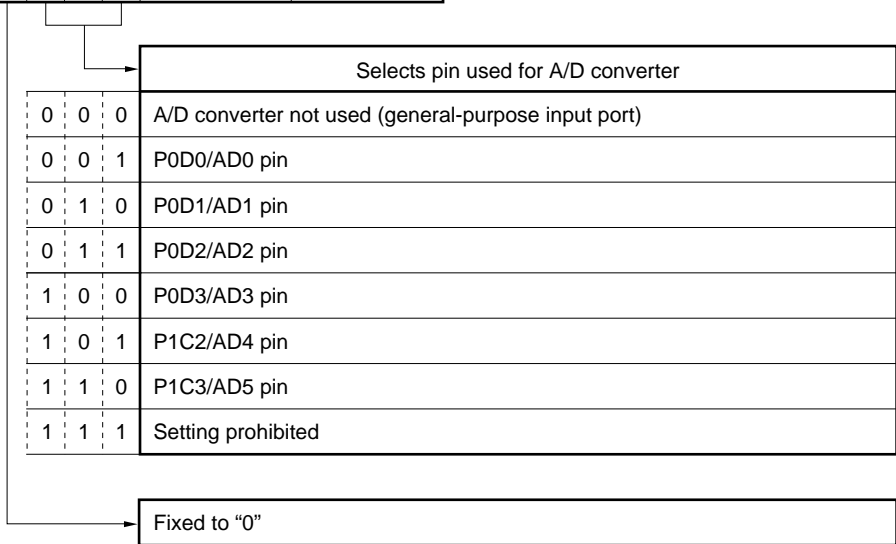 Selects pin used for A/D converter
0 0 0 A/D converter not used (general-purpose input port)
0 0 1 P0D0/AD0 pin
0 1 0 P0D1/AD1 pin
0 1 1 P0D2/AD2 pin
1 0 0 P0D3/AD3 pin
1 0 1 P1C2/AD4 pin
1 1 0 P1C3/AD5 pin
1 1 1 Setting prohibited
Fixed to “0”